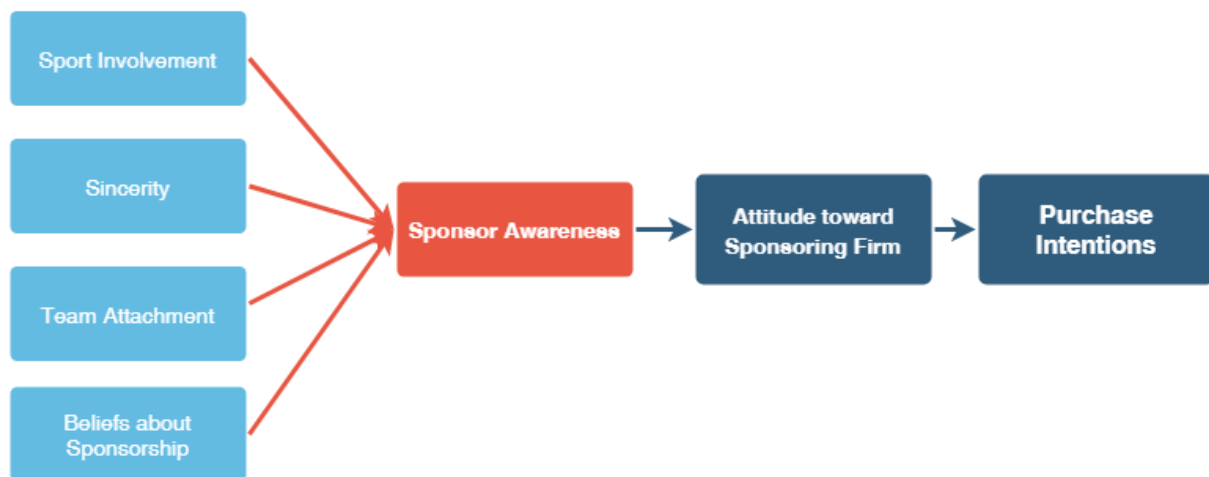 Sport Involvement
Sincerity
Team Attachment
Beliefs about
Sponsorship
Sponsor Awareness
Attitude toward
Sponsoring Firm
Purchase
Intentions